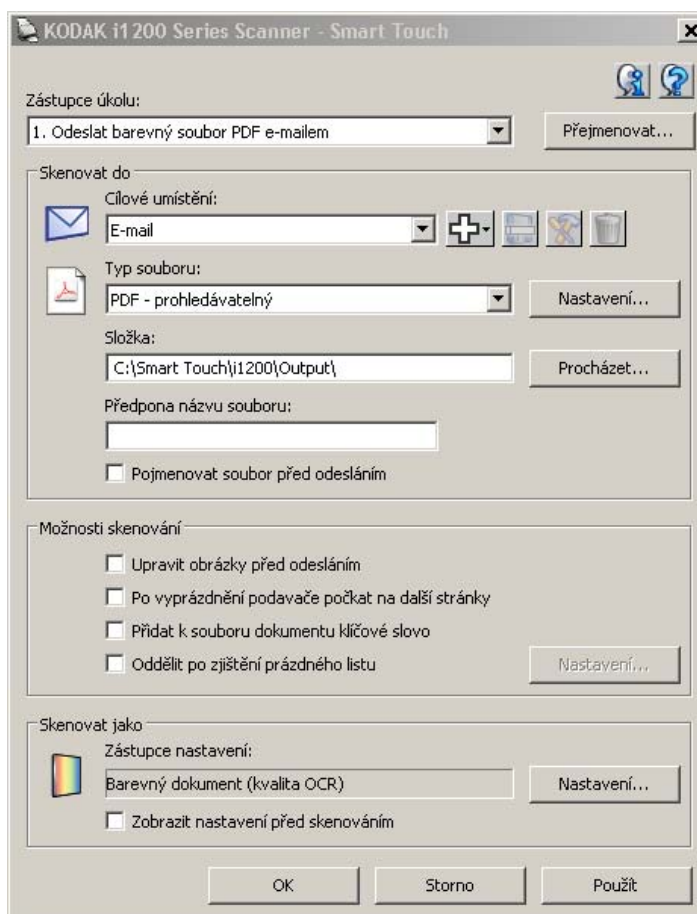 KODAK i1200 Series Scanner - Smart Touch
Zástupce úkolu:
1. Odeslat barevný soubor PDF e-mailem
Přejmenovat...
Skenovat do
Cílové umístění:
E-mail
Typ souboru:
PDF - prohledávatelný
Nastavení...
Složka:
C:\Smart Touch\i1200\Output\
Procházet...
Předpona názvu souboru:
Pojmenovat soubor před odesláním
Možnosti skenování
Upravit obrázky před odesláním
Po vyprázdnění podavače počkat na další stránky
Přidat k souboru dokumentu klíčové slovo
Oddělit po zjištění prázdného listu
Nastavení...
Skenovat jako
Zástupce nastavení:
Barevný dokument (kvalita OCR)
Nastavení...
Zobrazit nastavení před skenováním
OK
Storno
Použít